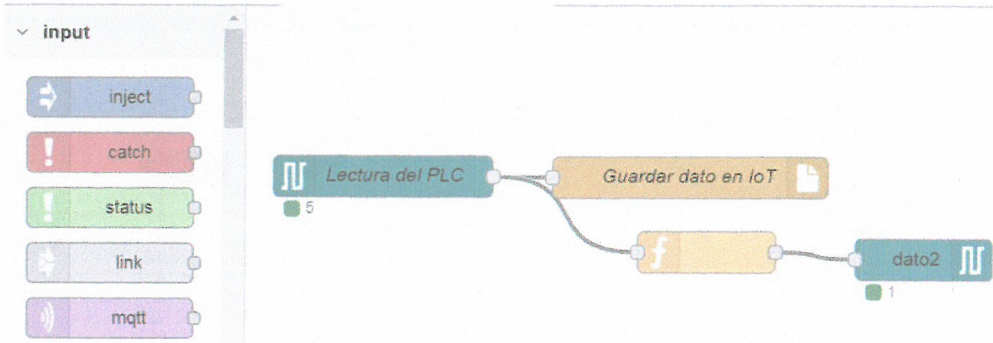 input
inject
catch
status
link
mqtt
Lectura del PLC
5
Guardar dato en IoT
f
dato2
1